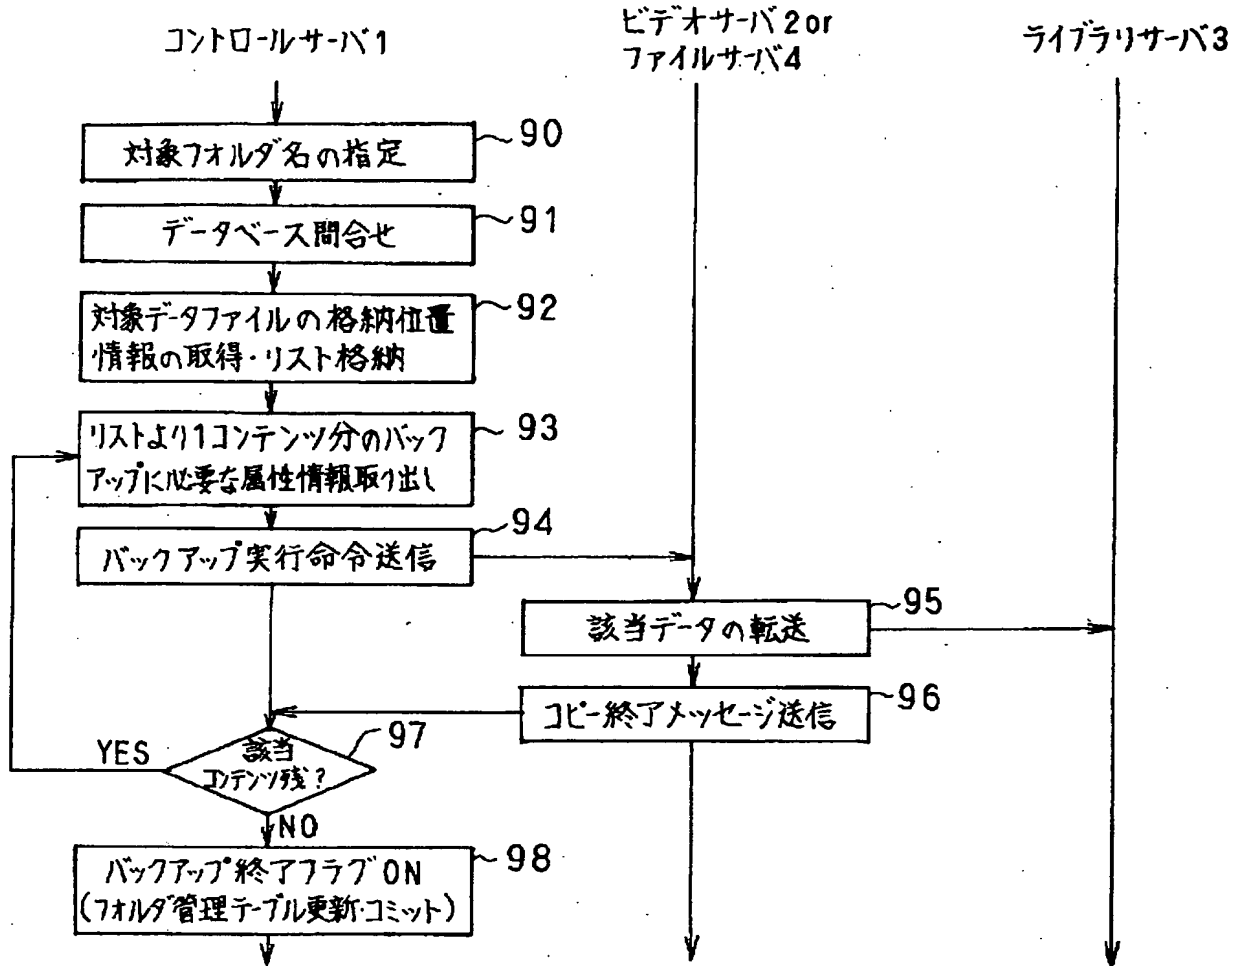 コントロールサーバ1
ビデオサーバ2or
ファイルサーバ4
ライブラリサーバ3
対象フォルダ名の指定
90
データベース問合せ
91
対象データファイルの格納位置
情報の取得・リスト格納
92
リストより1コンテンツ分のバック
アップに必要な属性情報取り出し
93
バックアップ実行命令送信
94
該当データの転送
95
コピー終了メッセージ送信
96
該当
コンテンツ残?
97
YES
NO
バックアップ終了フラグON
(フォルダ管理テーブル更新・コミット)
98